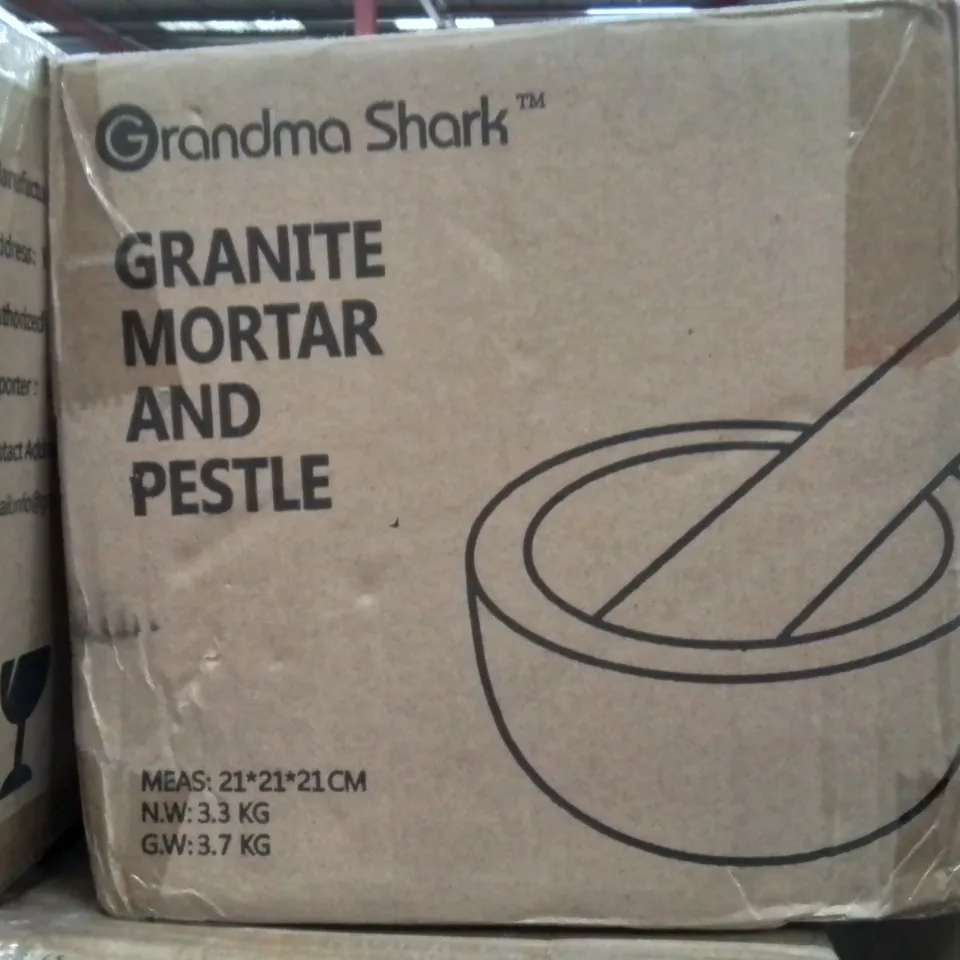 Grandma Shark™
GRANITE
MORTAR
AND
PESTLE
MEAS: 21*21*21CM
N.W: 3.3 KG
G.W: 3.7 KG